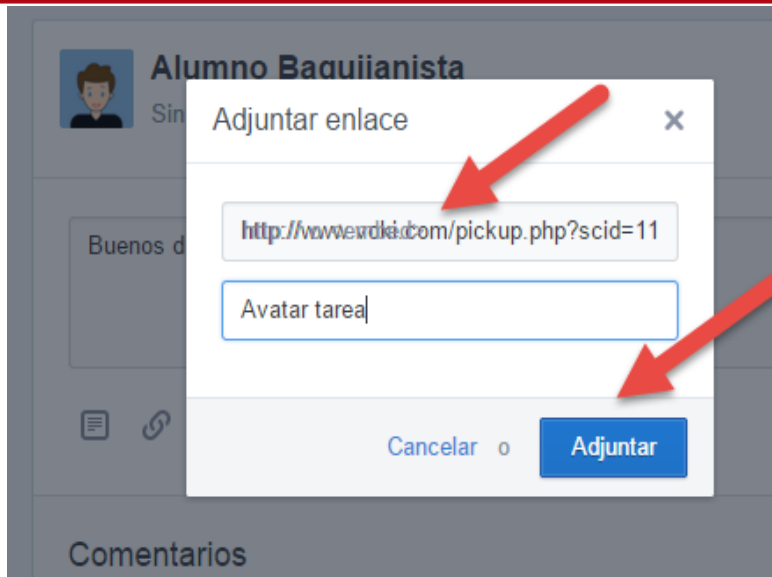 Alumno Baquijanista
Sin
Adjuntar enlace
×
com/pickup.php?scid=11
Buenos d
Avatar tarea
Cancelar o Adjuntar
Comentarios